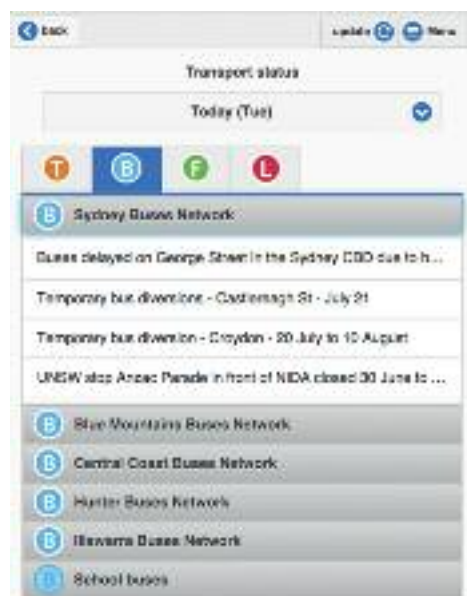 back update Menu
Transport status
Today (Tue)
T B F L
B Sydney Buses Network
Buses delayed on George Street in the Sydney CBD due to h...
Temporary bus diversions - Castlereagh St - July 21
Temporary bus diversion - Croydon - 20 July to 10 August
UNSW stop Anzac Parade in front of NIDA closed 30 June to ...
B Blue Mountains Buses Network
B Central Coast Buses Network
B Hunter Buses Network
B Illawarra Buses Network
B School buses